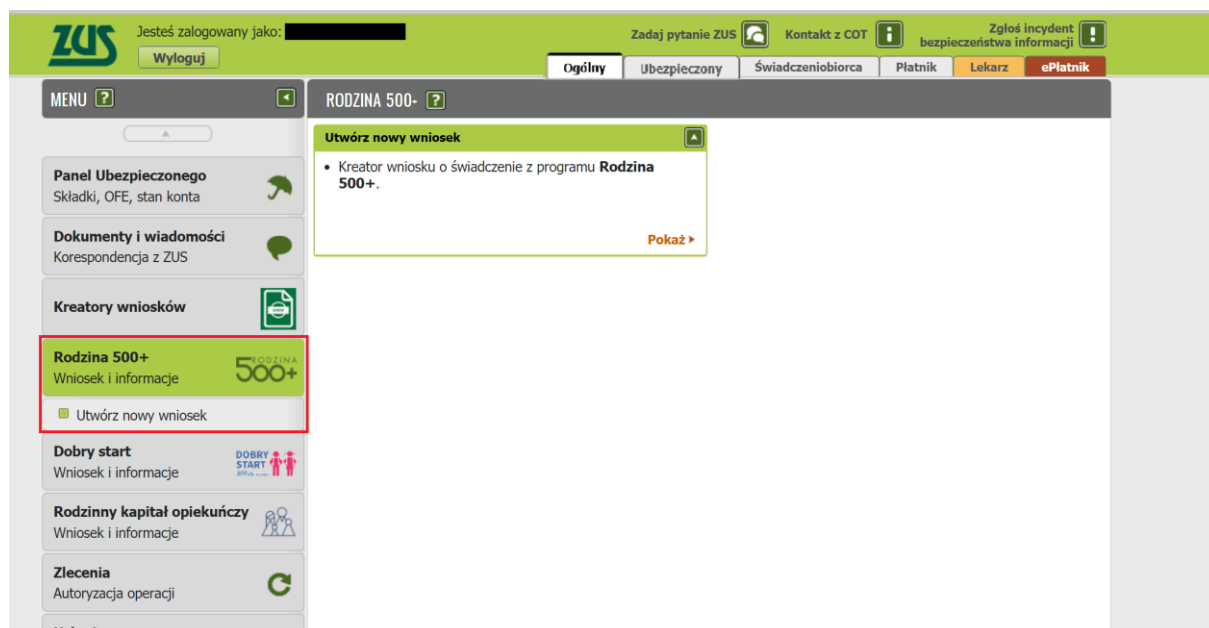 ZUS
Jesteś zalogowany jako:
Wyloguj
Zadaj pytanie ZUS
Kontakt z COT
Zgłoś incydent
bezpieczeństwa informacji
Ogólny
Ubezpieczony
Świadczeniobiorca
Płatnik
Lekarz
ePłatnik
MENU ?
RODZINA 500+ ?
Utwórz nowy wniosek
• Kreator wniosku o świadczenie z programu Rodzina
500+.
Pokaż
Panel Ubezpieczonego
Składki, OFE, stan konta
Dokumenty i wiadomości
Korespondencja z ZUS
Kreatory wniosków
Rodzina 500+
Wniosek i informacje
RODZINA
500+
Utwórz nowy wniosek
Dobry start
Wniosek i informacje
DOBRY
START
Rodzinny kapitał opiekuńczy
Wniosek i informacje
Zlecenia
Autoryzacja operacji